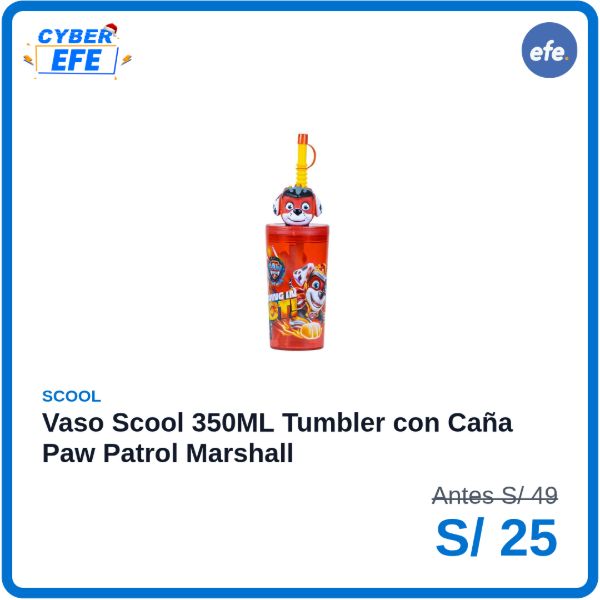 CYBER
EFE
efe.
SCOOL
Vaso Scool 350ML Tumbler con Caña
Paw Patrol Marshall
Antes S/ 49
S/ 25